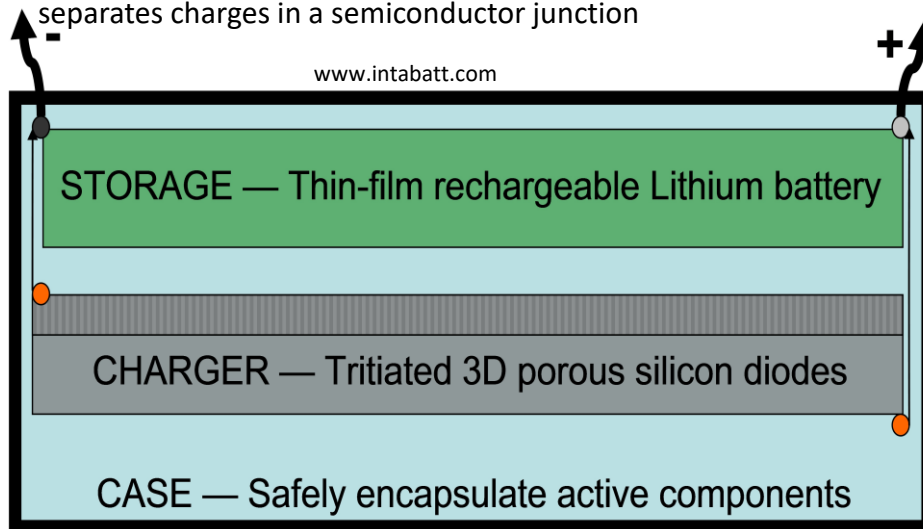 separates charges in a semiconductor junction
-
+
www.intabatt.com
STORAGE — Thin-film rechargeable Lithium battery
CHARGER — Tritiated 3D porous silicon diodes
CASE — Safely encapsulate active components